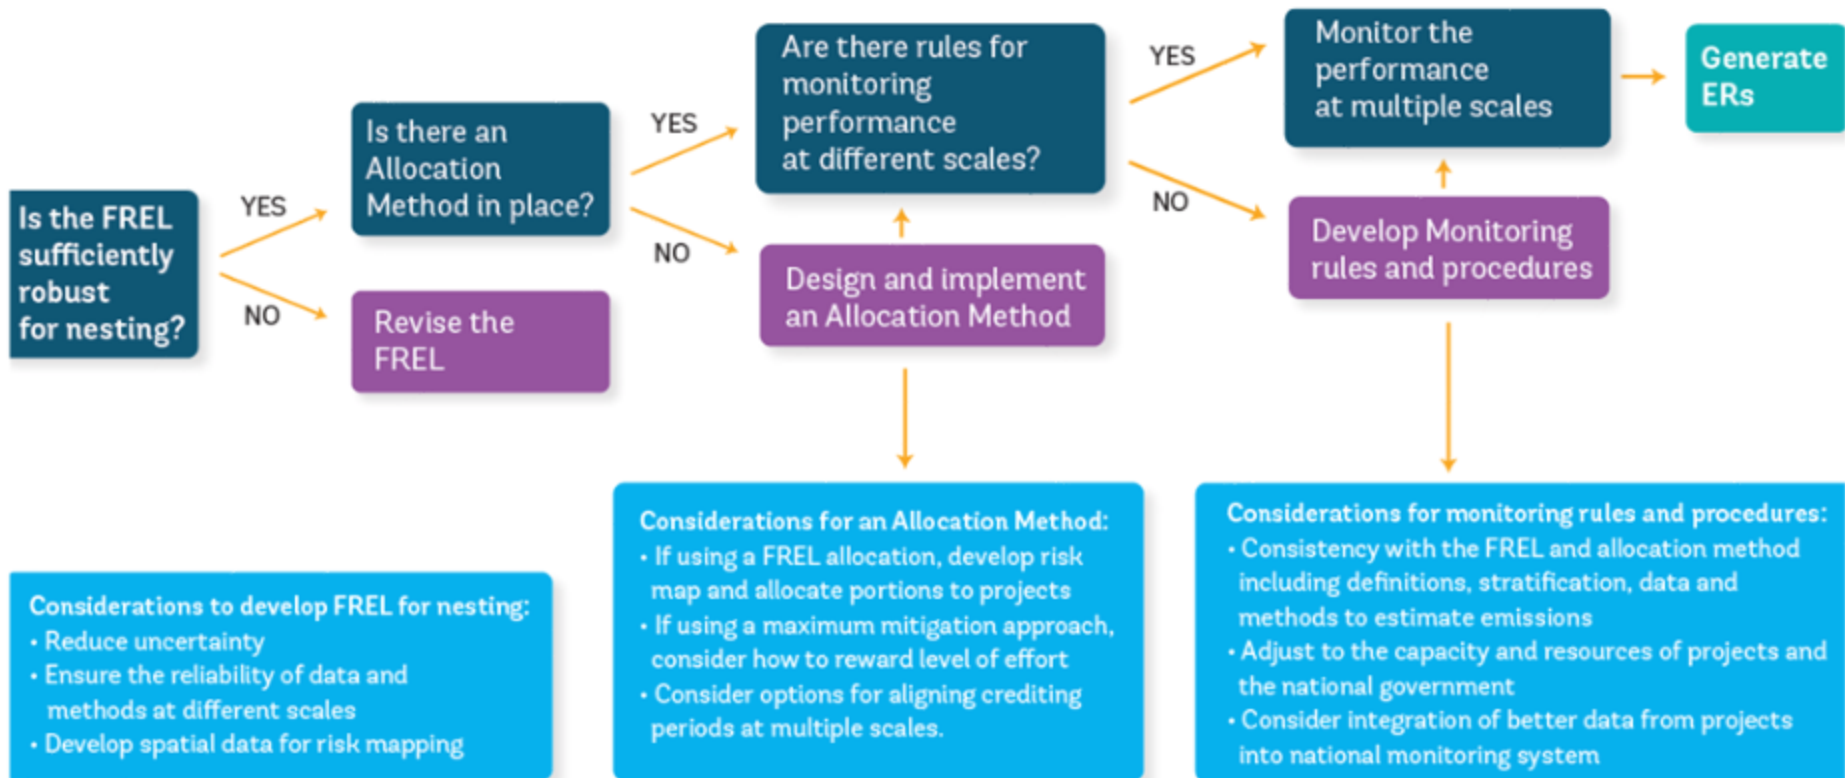 Is the FREL
sufficiently
robust
for nesting?
YES
NO
Is there an
Allocation
Method in place?
Revise the
FREL
YES
NO
Are there rules for
monitoring
performance
at different scales?
Design and implement
an Allocation Method
YES
NO
Monitor the
performance
at multiple scales
Develop Monitoring
rules and procedures
Generate
ERs
Considerations to develop FREL for nesting:
• Reduce uncertainty
• Ensure the reliability of data and
methods at different scales
• Develop spatial data for risk mapping
Considerations for an Allocation Method:
• If using a FREL allocation, develop risk
map and allocate portions to projects
• If using a maximum mitigation approach,
consider how to reward level of effort
• Consider options for aligning crediting
periods at multiple scales.
Considerations for monitoring rules and procedures:
• Consistency with the FREL and allocation method
including definitions, stratification, data and
methods to estimate emissions
• Adjust to the capacity and resources of projects and
the national government
• Consider integration of better data from projects
into national monitoring system